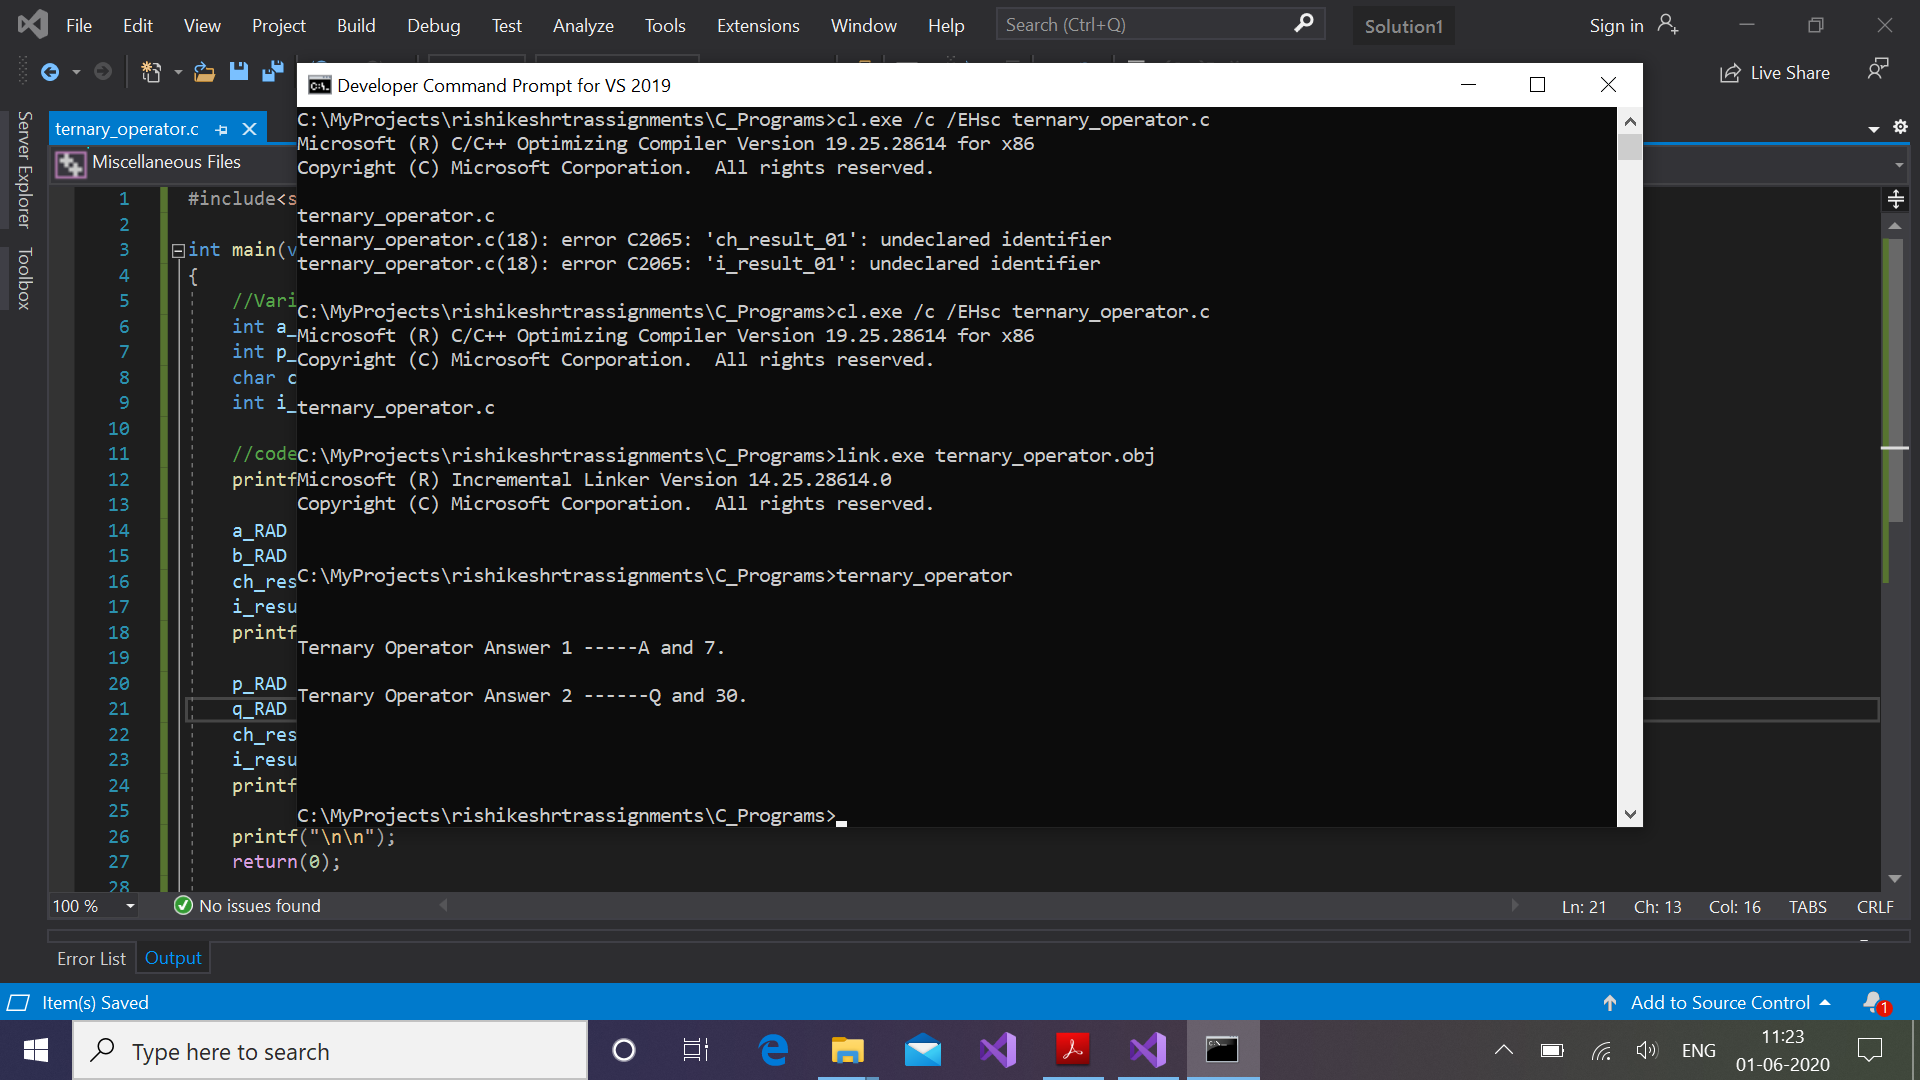 File Edit View Project Build Debug Test Analyze Tools Extensions Window Help Search (Ctrl+Q) Solution1 Sign in
Live Share
Server Explorer
Toolbox
ternary_operator.c
Miscellaneous Files
Developer Command Prompt for VS 2019
C:\MyProjects\rishikeshrtrassignments\C_Programs>cl.exe /c /EHsc ternary_operator.c
Microsoft (R) C/C++ Optimizing Compiler Version 19.25.28614 for x86
Copyright (C) Microsoft Corporation.  All rights reserved.
ternary_operator.c
ternary_operator.c(18): error C2065: 'ch_result_01': undeclared identifier
ternary_operator.c(18): error C2065: 'i_result_01': undeclared identifier
C:\MyProjects\rishikeshrtrassignments\C_Programs>cl.exe /c /EHsc ternary_operator.c
Microsoft (R) C/C++ Optimizing Compiler Version 19.25.28614 for x86
Copyright (C) Microsoft Corporation.  All rights reserved.
ternary_operator.c
C:\MyProjects\rishikeshrtrassignments\C_Programs>link.exe ternary_operator.obj
Microsoft (R) Incremental Linker Version 14.25.28614.0
Copyright (C) Microsoft Corporation.  All rights reserved.
C:\MyProjects\rishikeshrtrassignments\C_Programs>ternary_operator
Ternary Operator Answer 1 -----A and 7.
Ternary Operator Answer 2 ------Q and 30.
C:\MyProjects\rishikeshrtrassignments\C_Programs>
1 #include<s
2
3 int main(v
4 {
5 //Vari
6 int a_
7 int p_
8 char c
9 int i_
10
11 //code
12 printf
13
14 a_RAD
15 b_RAD
16 ch_res
17 i_resu
18 printf
19
20 p_RAD
21 q_RAD
22 ch_res
23 i_resu
24 printf
25
26 printf("\n\n");
27 return(0);
28
100 % No issues found Ln: 21 Ch: 13 Col: 16 TABS CRLF
Error List Output
Item(s) Saved Add to Source Control 1
Type here to search ENG 11:23
01-06-2020